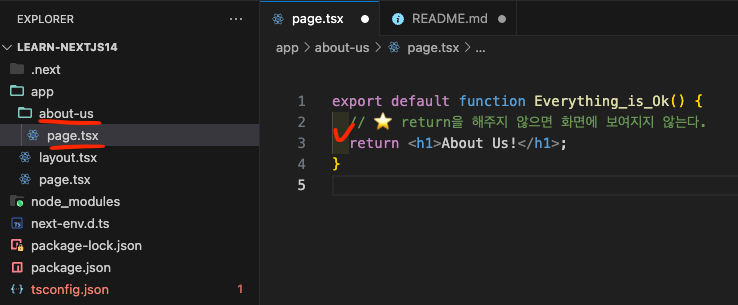 EXPLORER
LEARN-NEXTJS14
.next
app
about-us
page.tsx
layout.tsx
page.tsx
node_modules
next-env.d.ts
package-lock.json
package.json
tsconfig.json 1
page.tsx
README.md
app > about-us > page.tsx > ...
1 export default function Everything_is_Ok() {
2 // ⭐ return을 해주지 않으면 화면에 보여지지 않는다.
3 return <h1>About Us!</h1>;
4 }
5